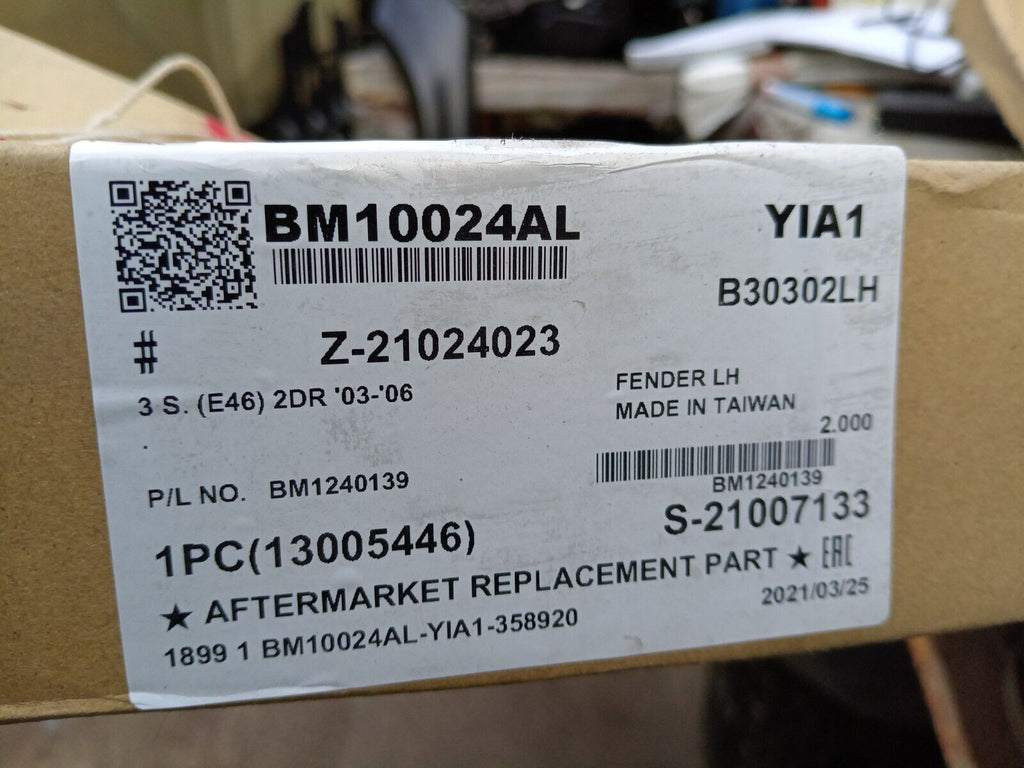 BM10024AL
YIA1
B30302LH
# Z-21024023
3 S. (E46) 2DR '03-'06
FENDER LH
MADE IN TAIWAN
2.000
P/L NO. BM1240139
BM1240139
1PC(13005446)
S-21007133
★ AFTERMARKET REPLACEMENT PART ★ EAC
2021/03/25
1899 1 BM10024AL-YIA1-358920